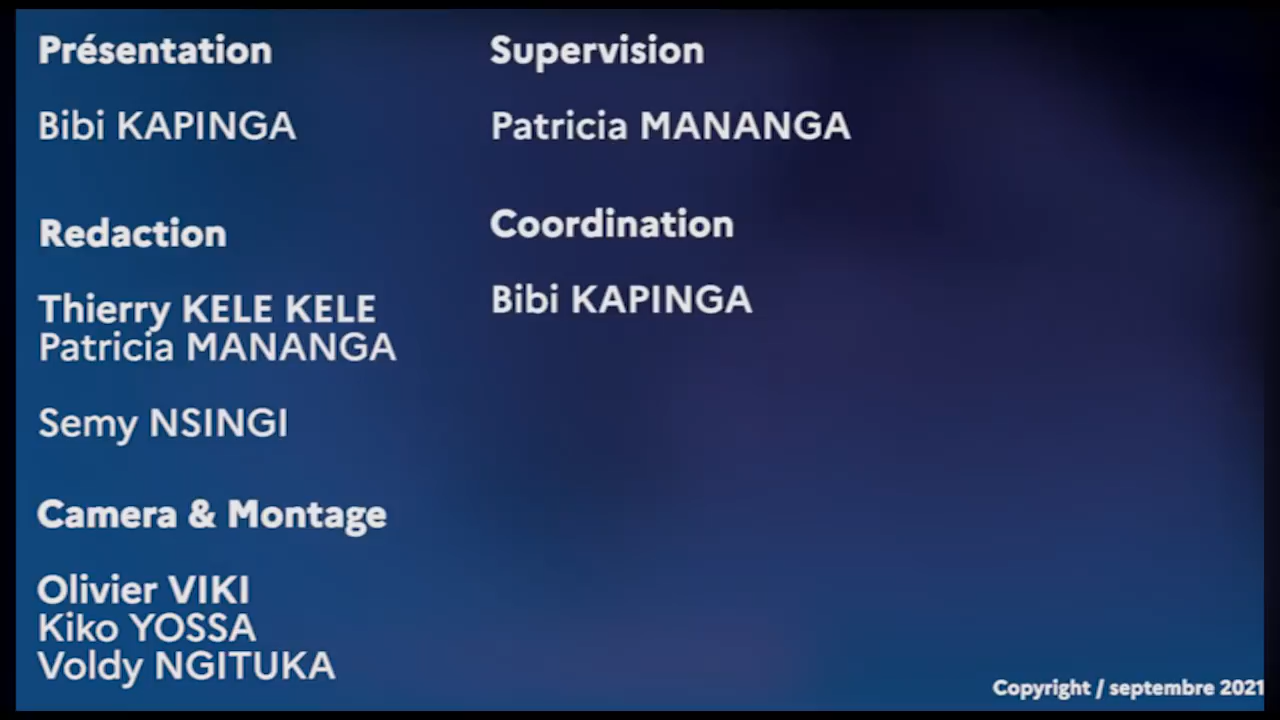 Présentation
Bibi KAPINGA
Redaction
Thierry KELE KELE
Patricia MANANGA
Semy NSINGI
Camera & Montage
Olivier VIKI
Kiko YOSSA
Voldy NGITUKA
Supervision
Patricia MANANGA
Coordination
Bibi KAPINGA
Copyright / septembre 2021